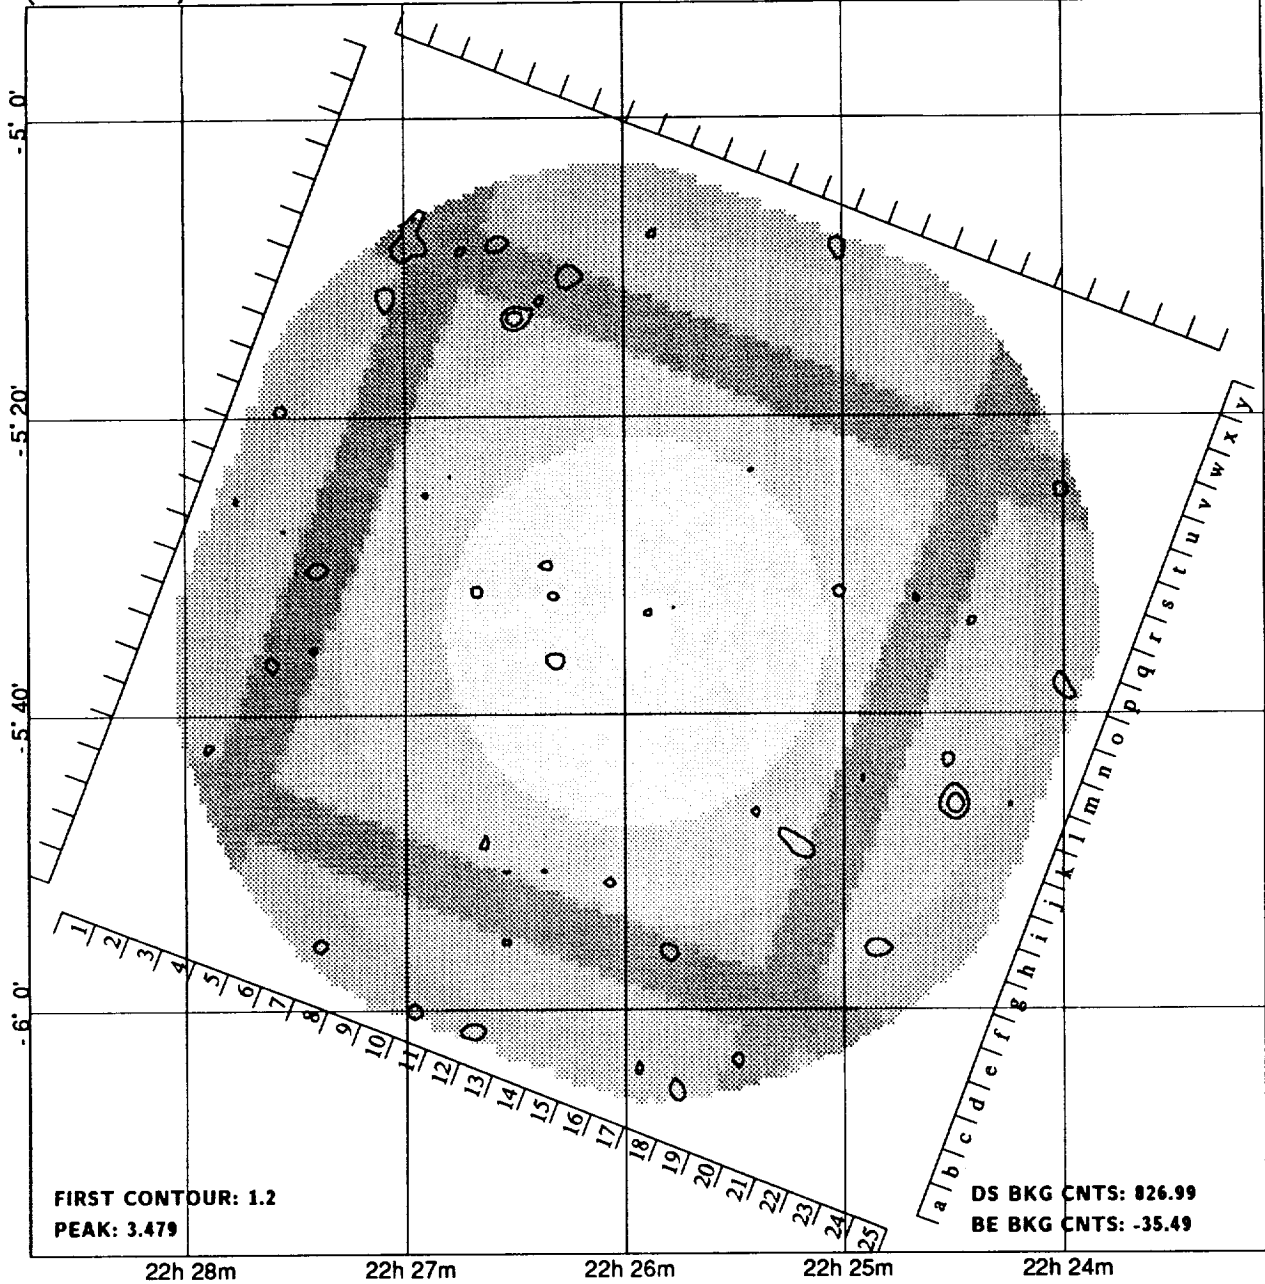 -5° 0'
-5° 20'
-5° 40'
-6° 0'
1 2 3 4 5 6 7 8 9 10 11 12 13 14 15 16 17 18 19 20 21 22 23 24 25
a b c d e f g h i j k l m n o p q r s t u v w x y
FIRST CONTOUR: 1.2
PEAK: 3.479
DS BKG CNTS: 826.99
BE BKG CNTS: -35.49
22h 28m 22h 27m 22h 26m 22h 25m 22h 24m